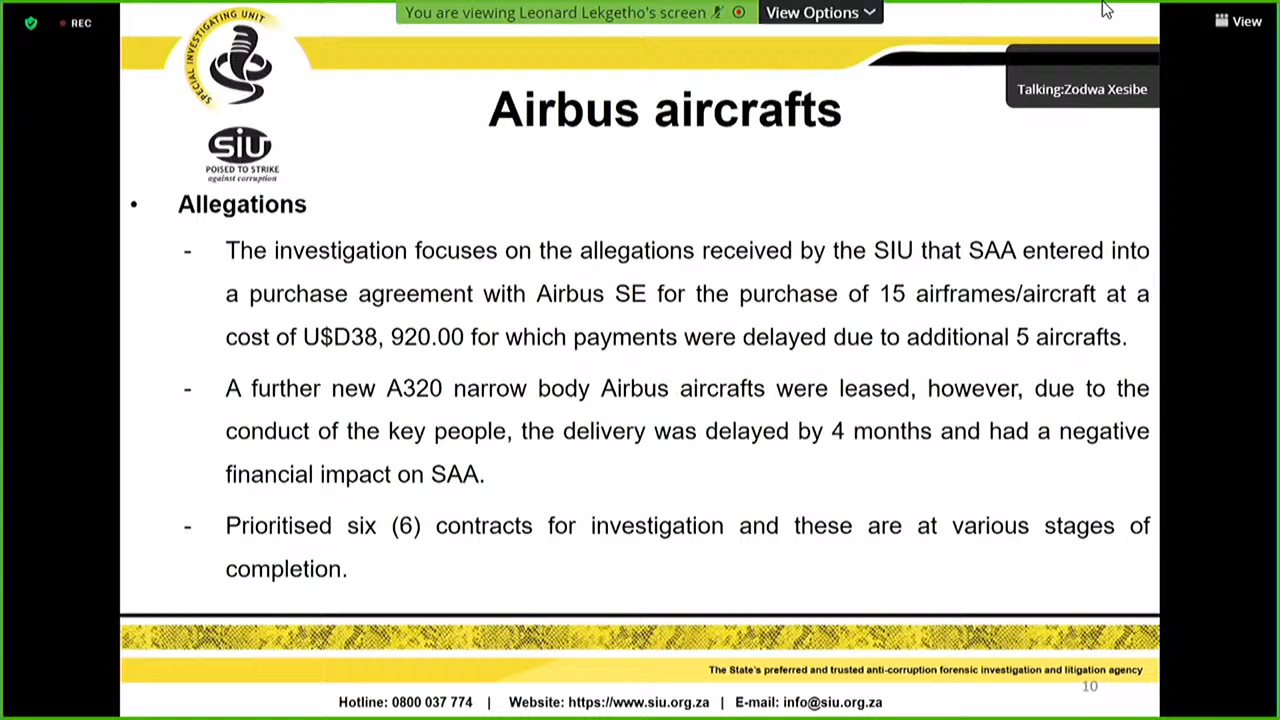 REC
You are viewing Leonard Lekgetho's screen
View Options
View
SPECIAL INVESTIGATING UNIT
Talking:Zodwa Xesibe
Airbus aircrafts
SiU
POISED TO STRIKE
against corruption
• Allegations
- The investigation focuses on the allegations received by the SIU that SAA entered into
a purchase agreement with Airbus SE for the purchase of 15 airframes/aircraft at a
cost of U$D38, 920.00 for which payments were delayed due to additional 5 aircrafts.
- A further new A320 narrow body Airbus aircrafts were leased, however, due to the
conduct of the key people, the delivery was delayed by 4 months and had a negative
financial impact on SAA.
- Prioritised six (6) contracts for investigation and these are at various stages of
completion.
The State's preferred and trusted anti-corruption forensic investigation and litigation agency
10
Hotline: 0800 037 774 | Website: https://www.siu.org.za | E-mail: info@siu.org.za